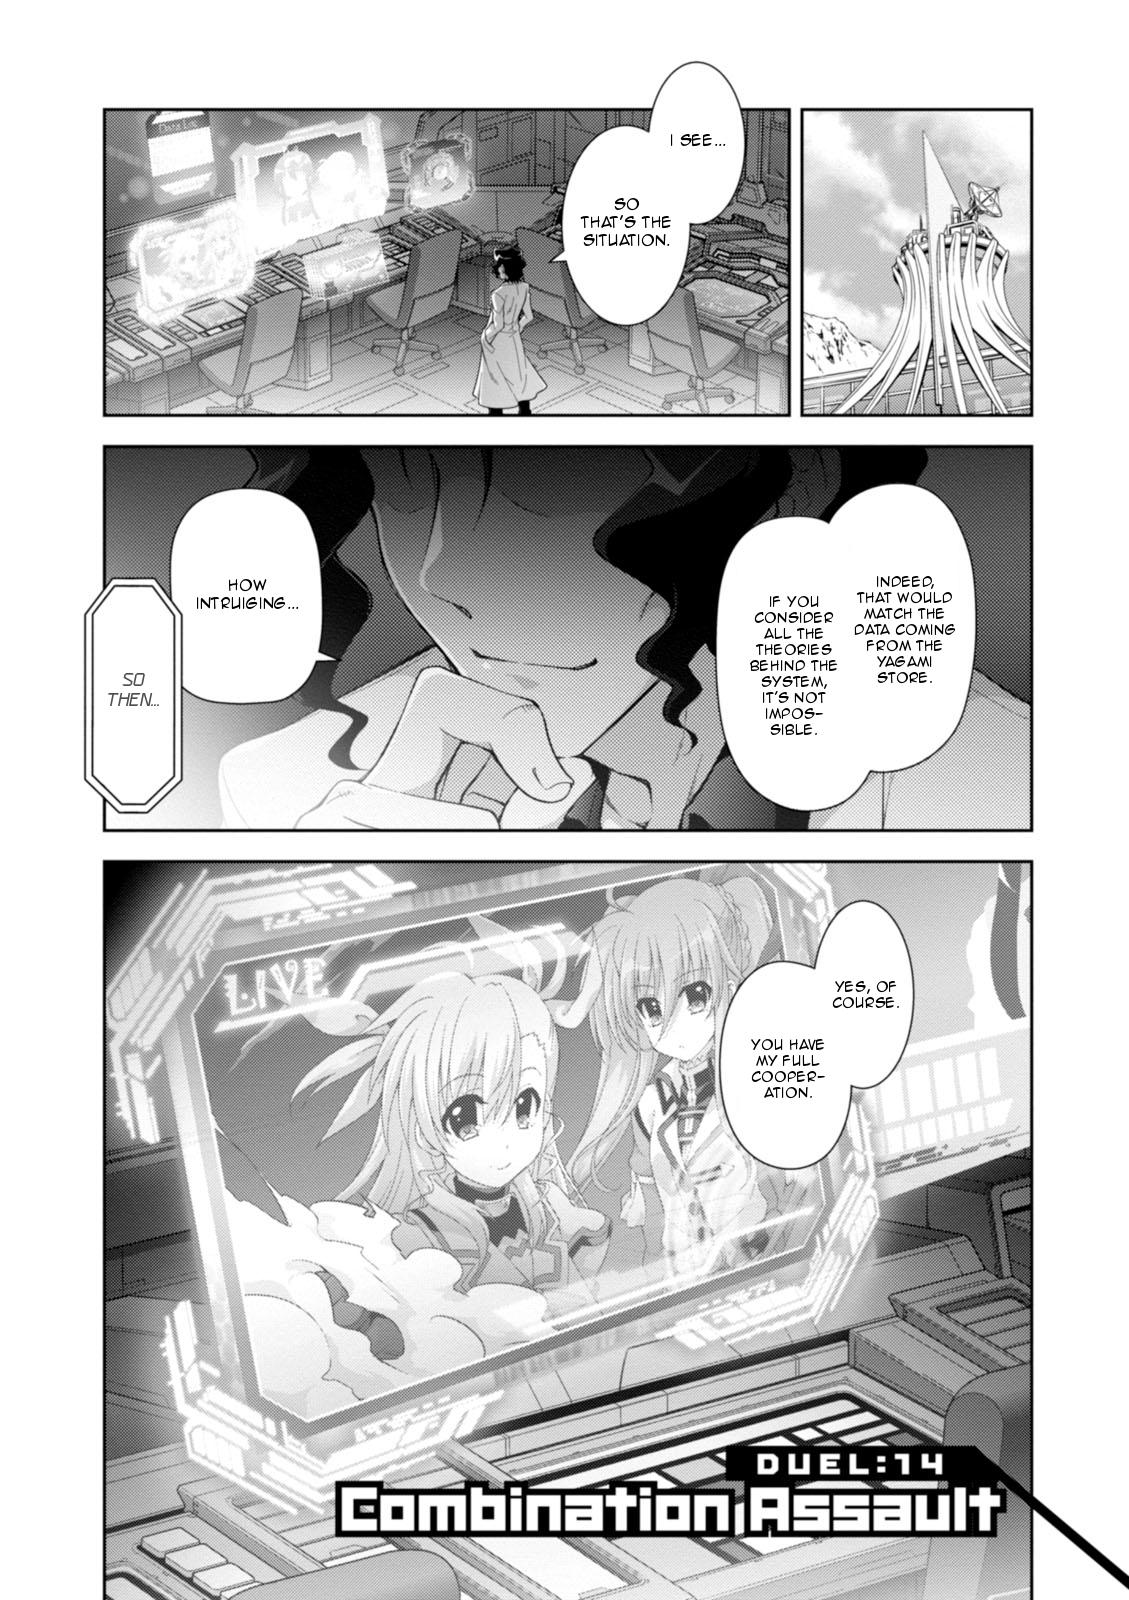 I SEE...
SO
THAT'S THE
SITUATION.
INDEED,
THAT WOULD
MATCH THE
DATA COMING
FROM THE
YAGAMI
STORE.
IF YOU
CONSIDER
ALL THE
THEORIES
BEHIND THE
SYSTEM,
IT'S NOT
IMPOS-
SIBLE.
HOW
INTRUIGING...
SO
THEN...
LIVE
YES, OF
COURSE.
YOU HAVE
MY FULL
COOPER-
ATION.
DUEL:14
Combination Assault